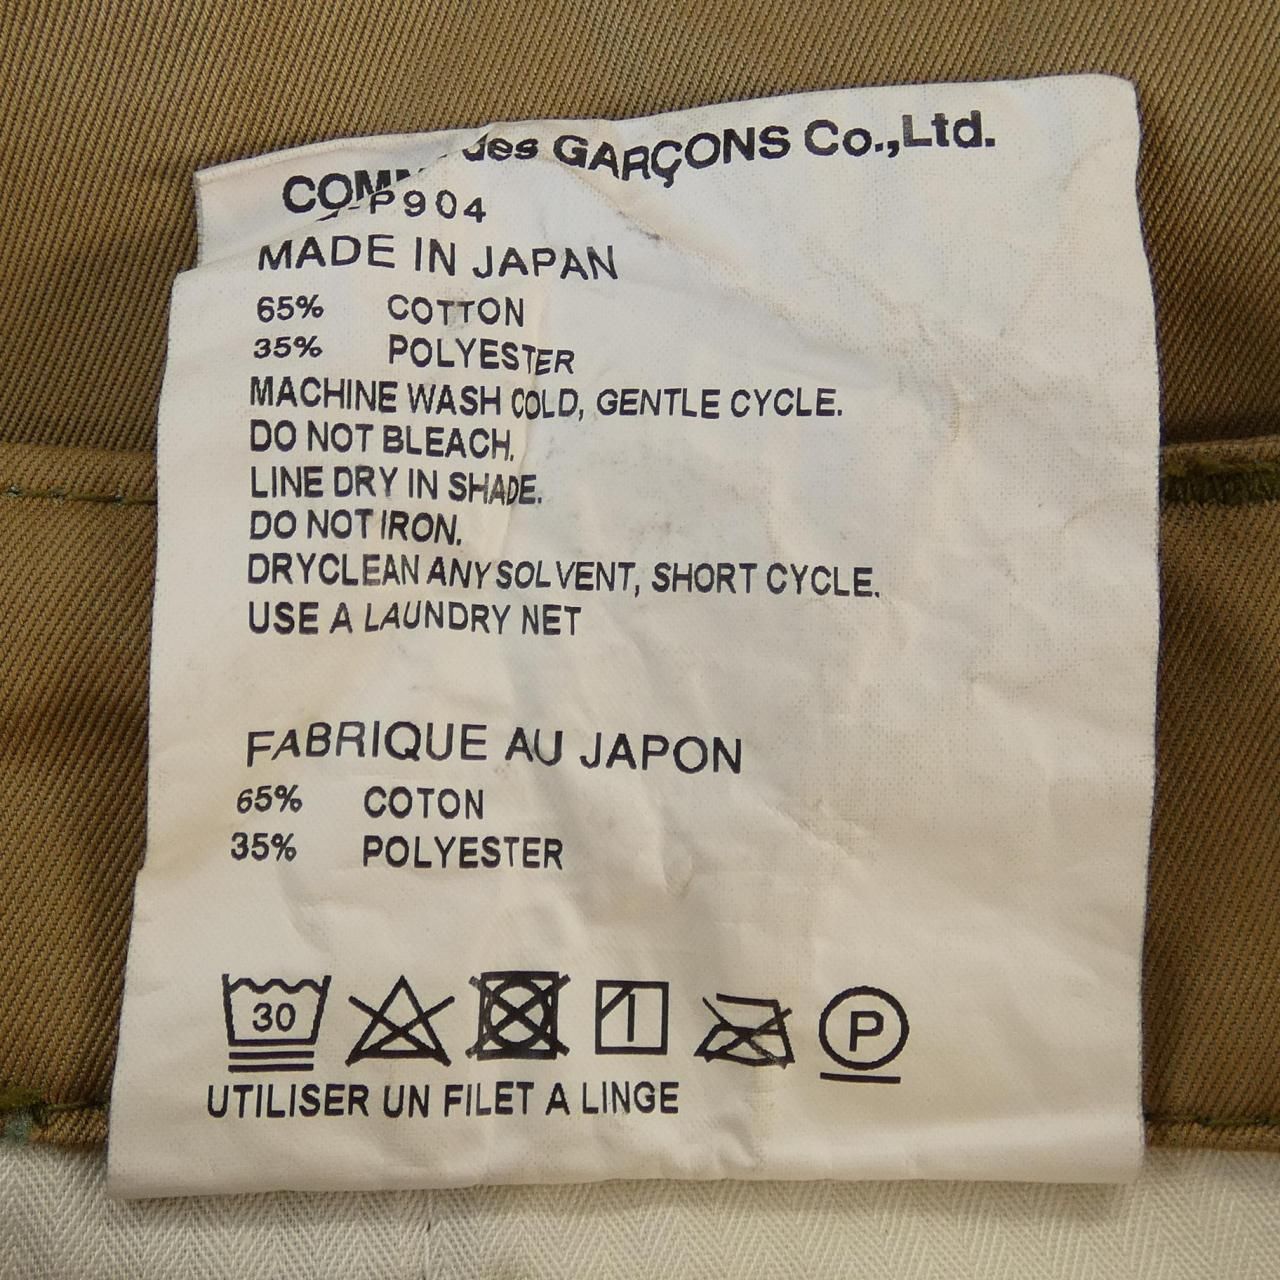 des GARÇONS Co.,Ltd.
P904
MADE IN JAPAN
65% COTTON
35% POLYESTER
MACHINE WASH COLD, GENTLE CYCLE.
DO NOT BLEACH.
LINE DRY IN SHADE.
DO NOT IRON.
DRYCLEAN ANY SOLVENT, SHORT CYCLE.
USE A LAUNDRY NET
FABRIQUE AU JAPON
65% COTON
35% POLYESTER
30 P
UTILISER UN FILET A LINGE